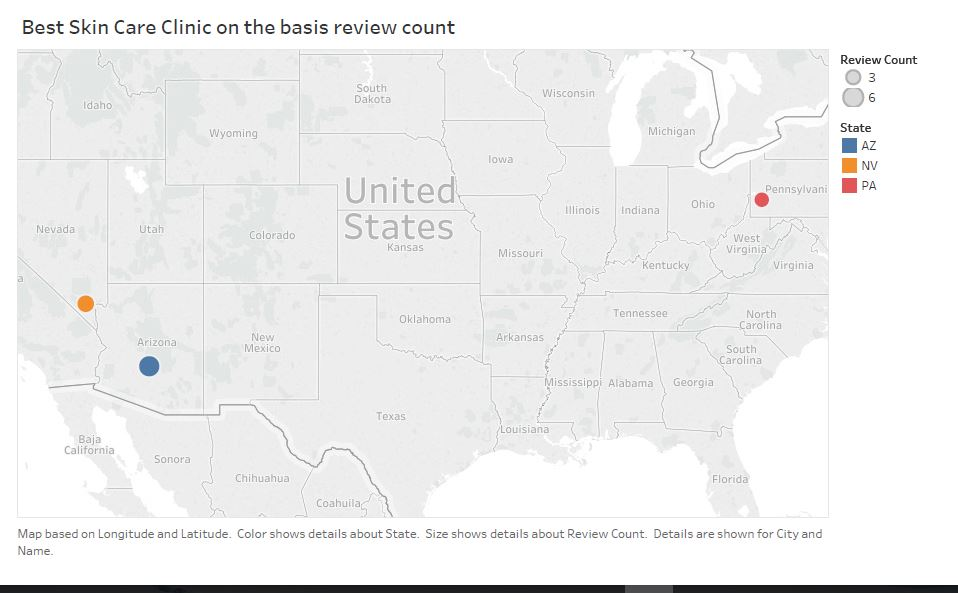 Best Skin Care Clinic on the basis review count
Review Count
3
6
State
AZ
NV
PA
Idaho
South
Dakota
Wisconsin
Wyoming
Michigan
Iowa
United
States
Pennsylvani
Nevada
Utah
Colorado
Kansas
Illinois
Indiana
Ohio
West
Virginia
Missouri
Kentucky
Virginia
a
Arizona
New
Mexico
Oklahoma
Arkansas
Tennessee
North
Carolina
South
Carolina
Mississippi
Alabama
Georgia
Texas
Louisiana
Baja
California
Sonora
Chihuahua
Coahuila
Florida
Map based on Longitude and Latitude.  Color shows details about State.  Size shows details about Review Count.  Details are shown for City and
Name.